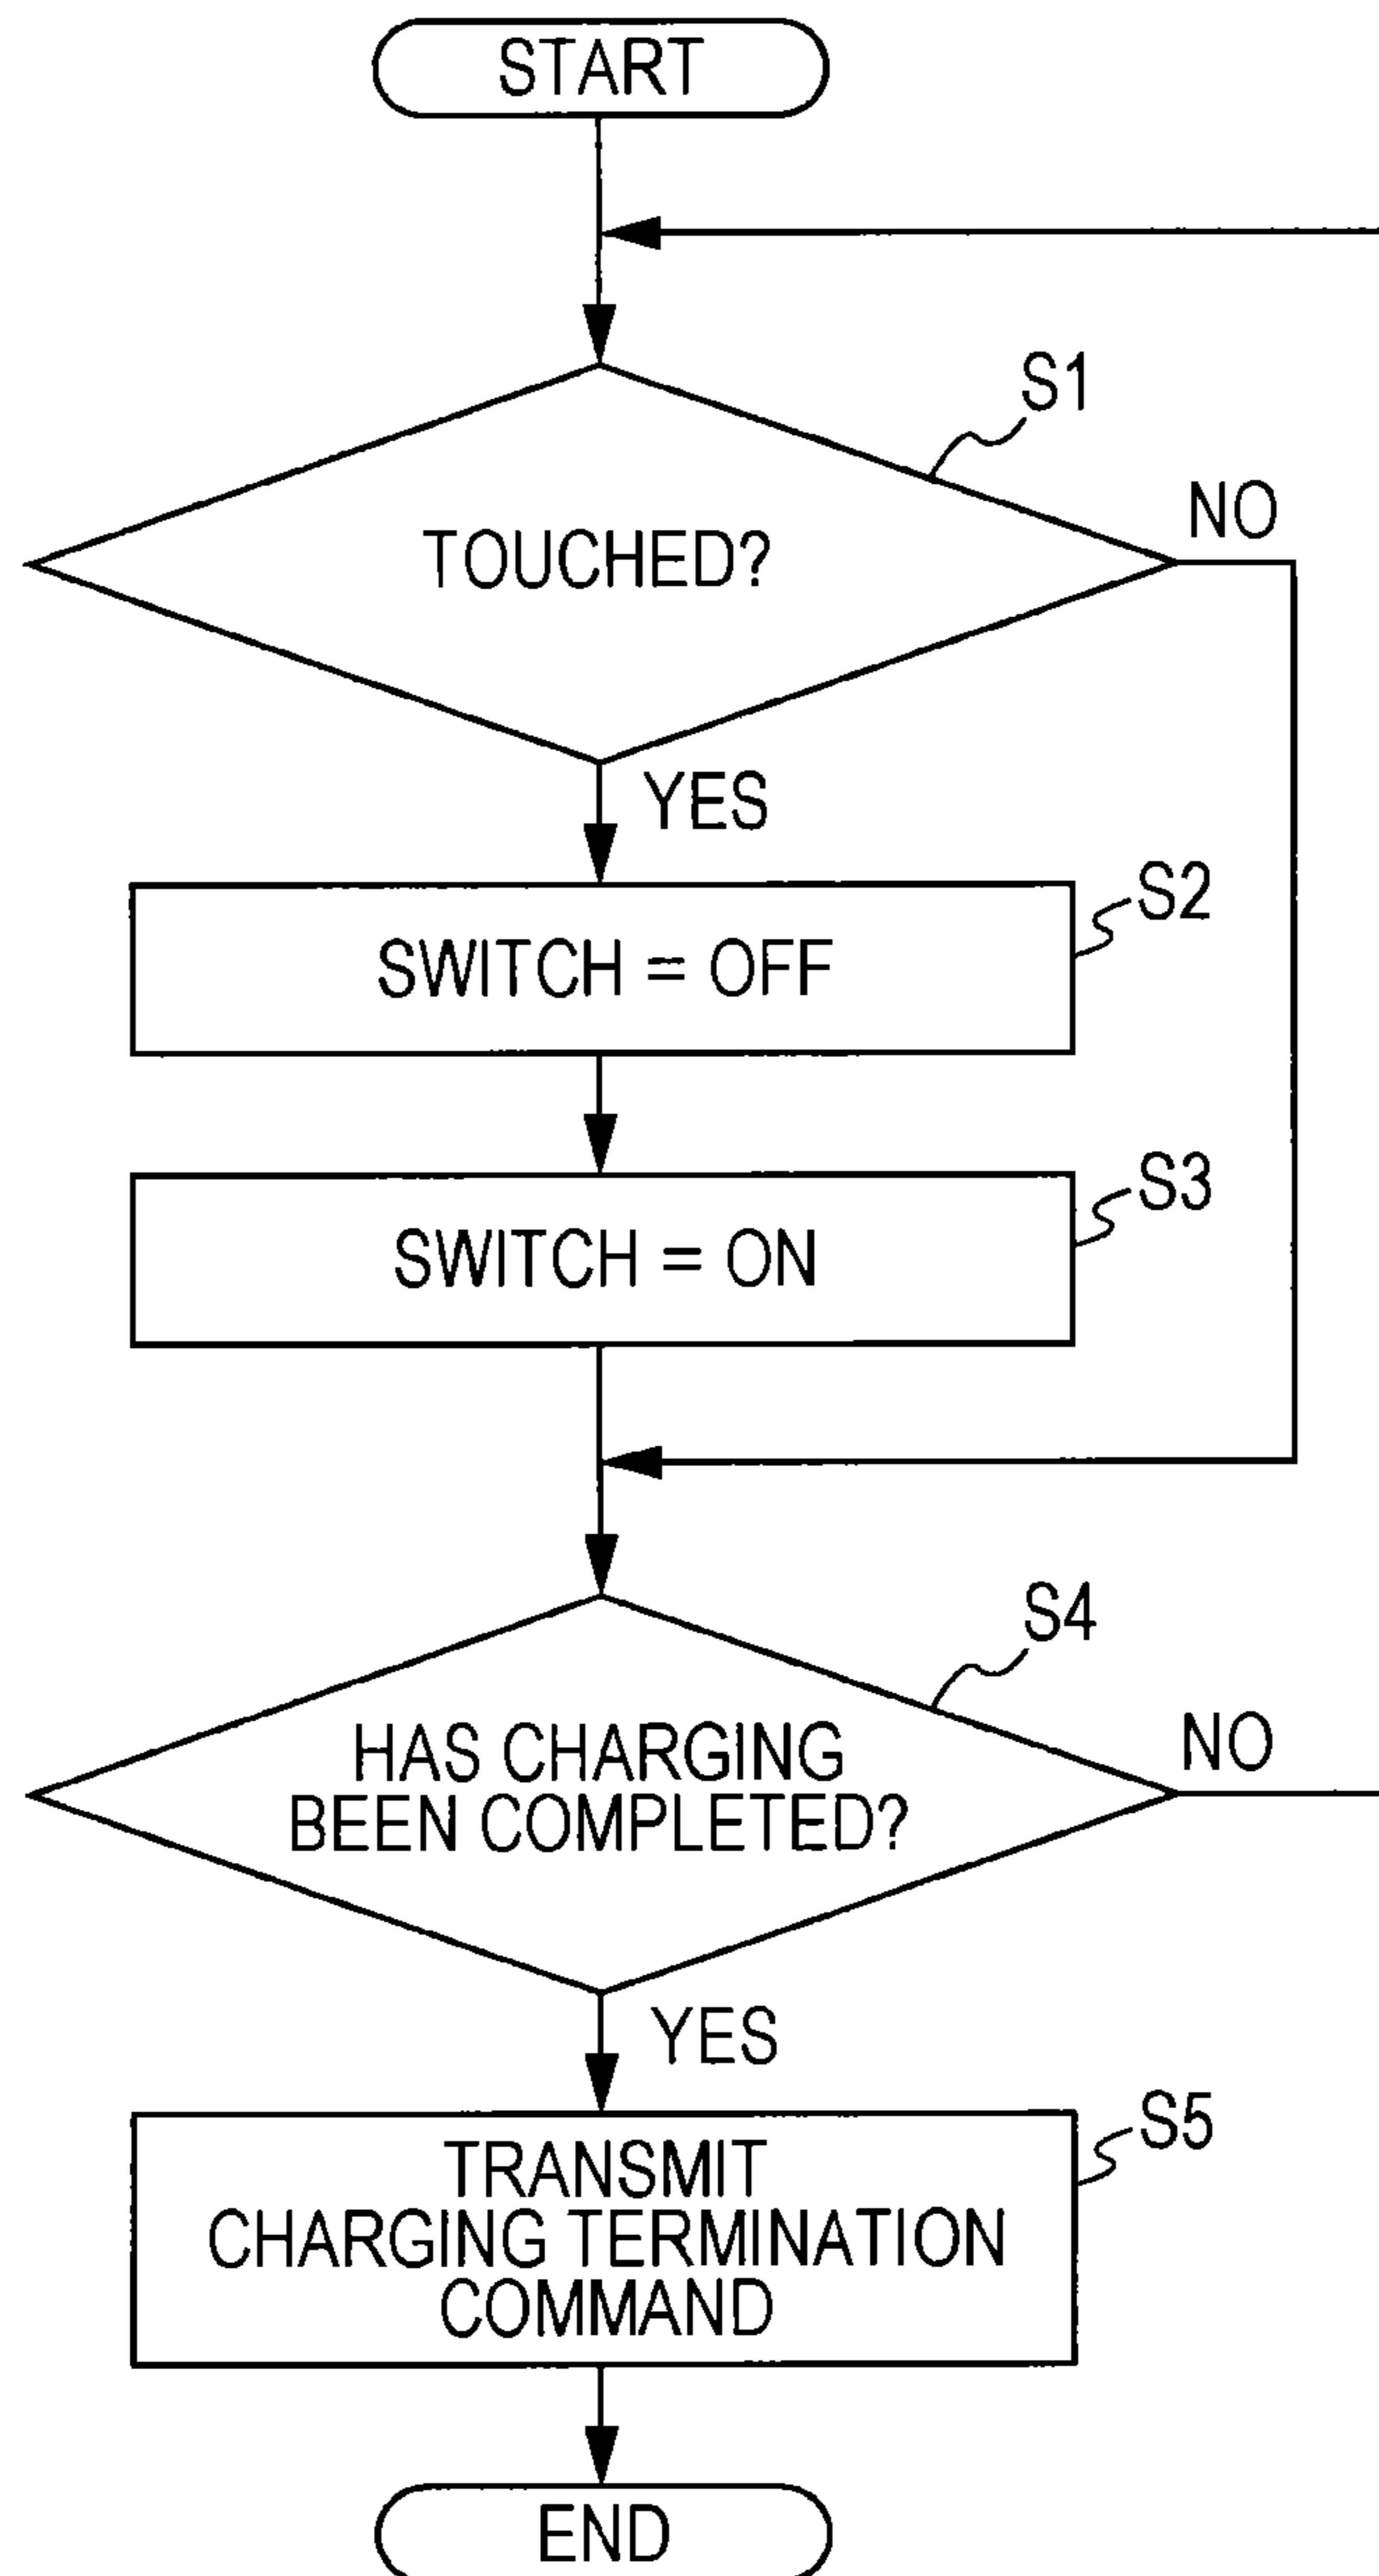 START
S1
NO
TOUCHED?
YES
S2
SWITCH = OFF
S3
SWITCH = ON
S4
NO
HAS CHARGING
BEEN COMPLETED?
YES
S5
TRANSMIT
CHARGING TERMINATION
COMMAND
END